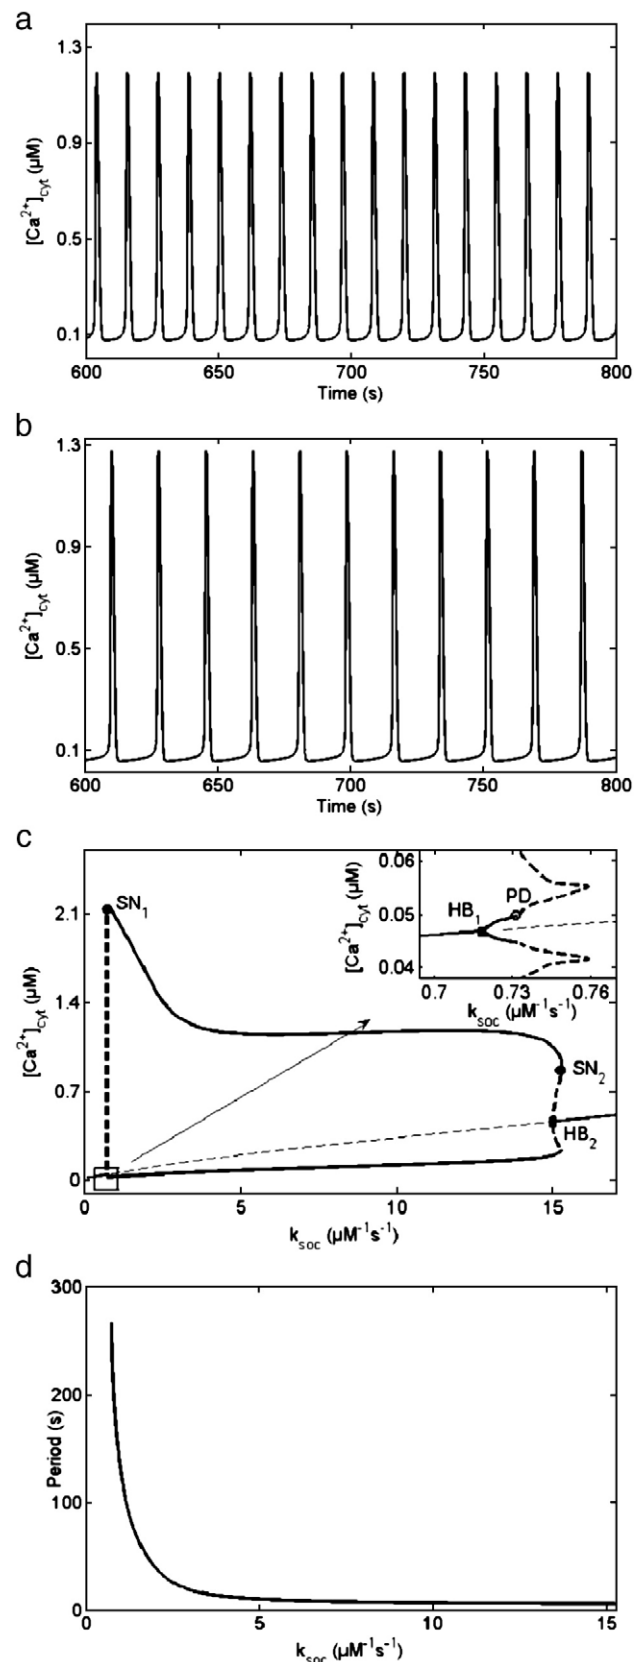 a
1.3
0.9
0.5
0.1
[Ca2+]cyt (μM)
600 650 700 750 800
Time (s)
b
1.3
0.9
0.5
0.1
[Ca2+]cyt (μM)
600 650 700 750 800
Time (s)
c
2.1
1.4
0.7
0
[Ca2+]cyt (μM)
SN1
SN2
HB2
0 5 10 15
ksoc (μM-1s-1)
0.06
0.05
0.04
[Ca2+]cyt (μM)
HB1
PD
0.7 0.73 0.76
ksoc (μM-1s-1)
d
300
200
100
0
Period (s)
0 5 10 15
ksoc (μM-1s-1)